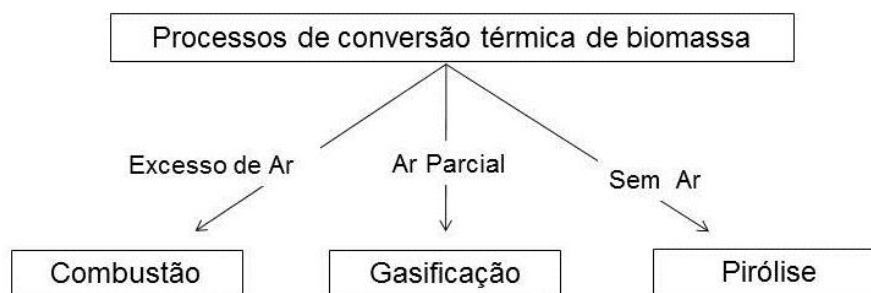 Processos de conversão térmica de biomassa
Excesso de Ar
Ar Parcial
Sem Ar
Combustão
Gasificação
Pirólise